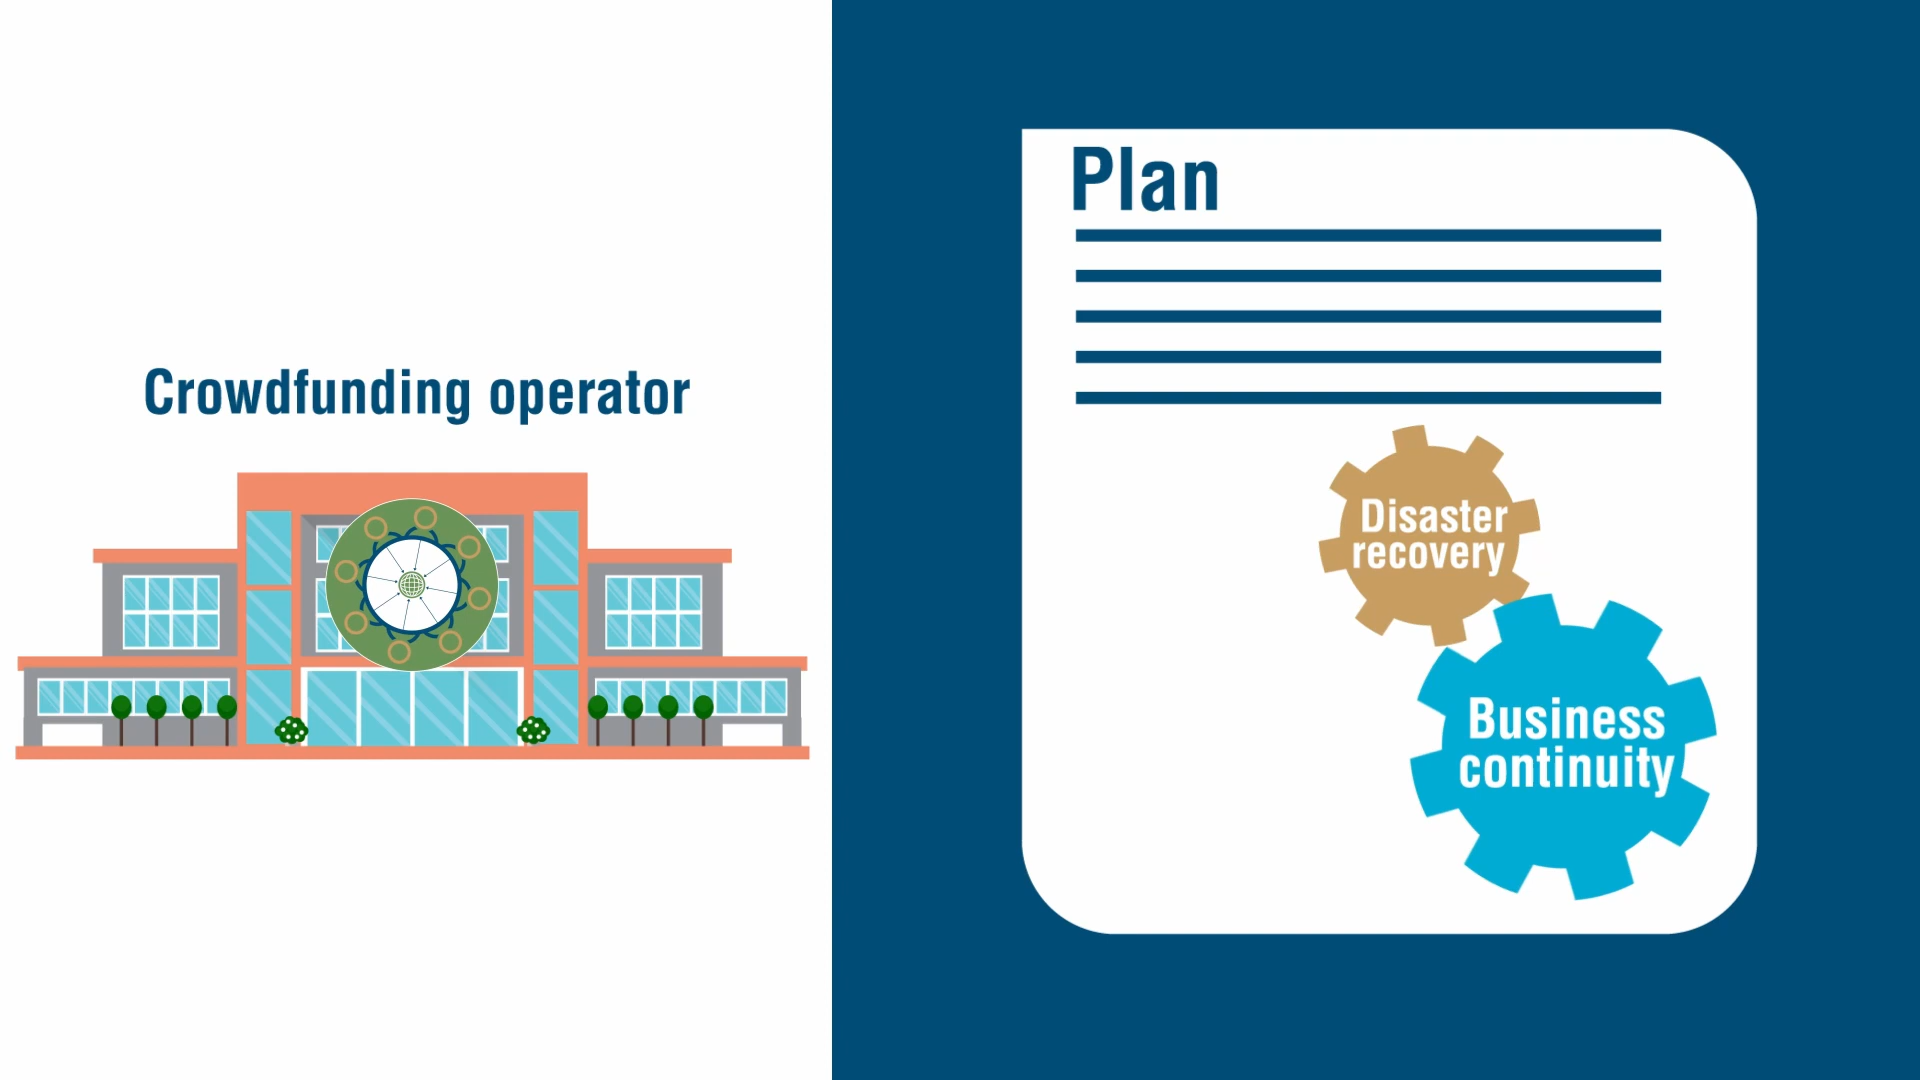 Crowdfunding operator
Plan
Disaster
recovery
Business
continuity